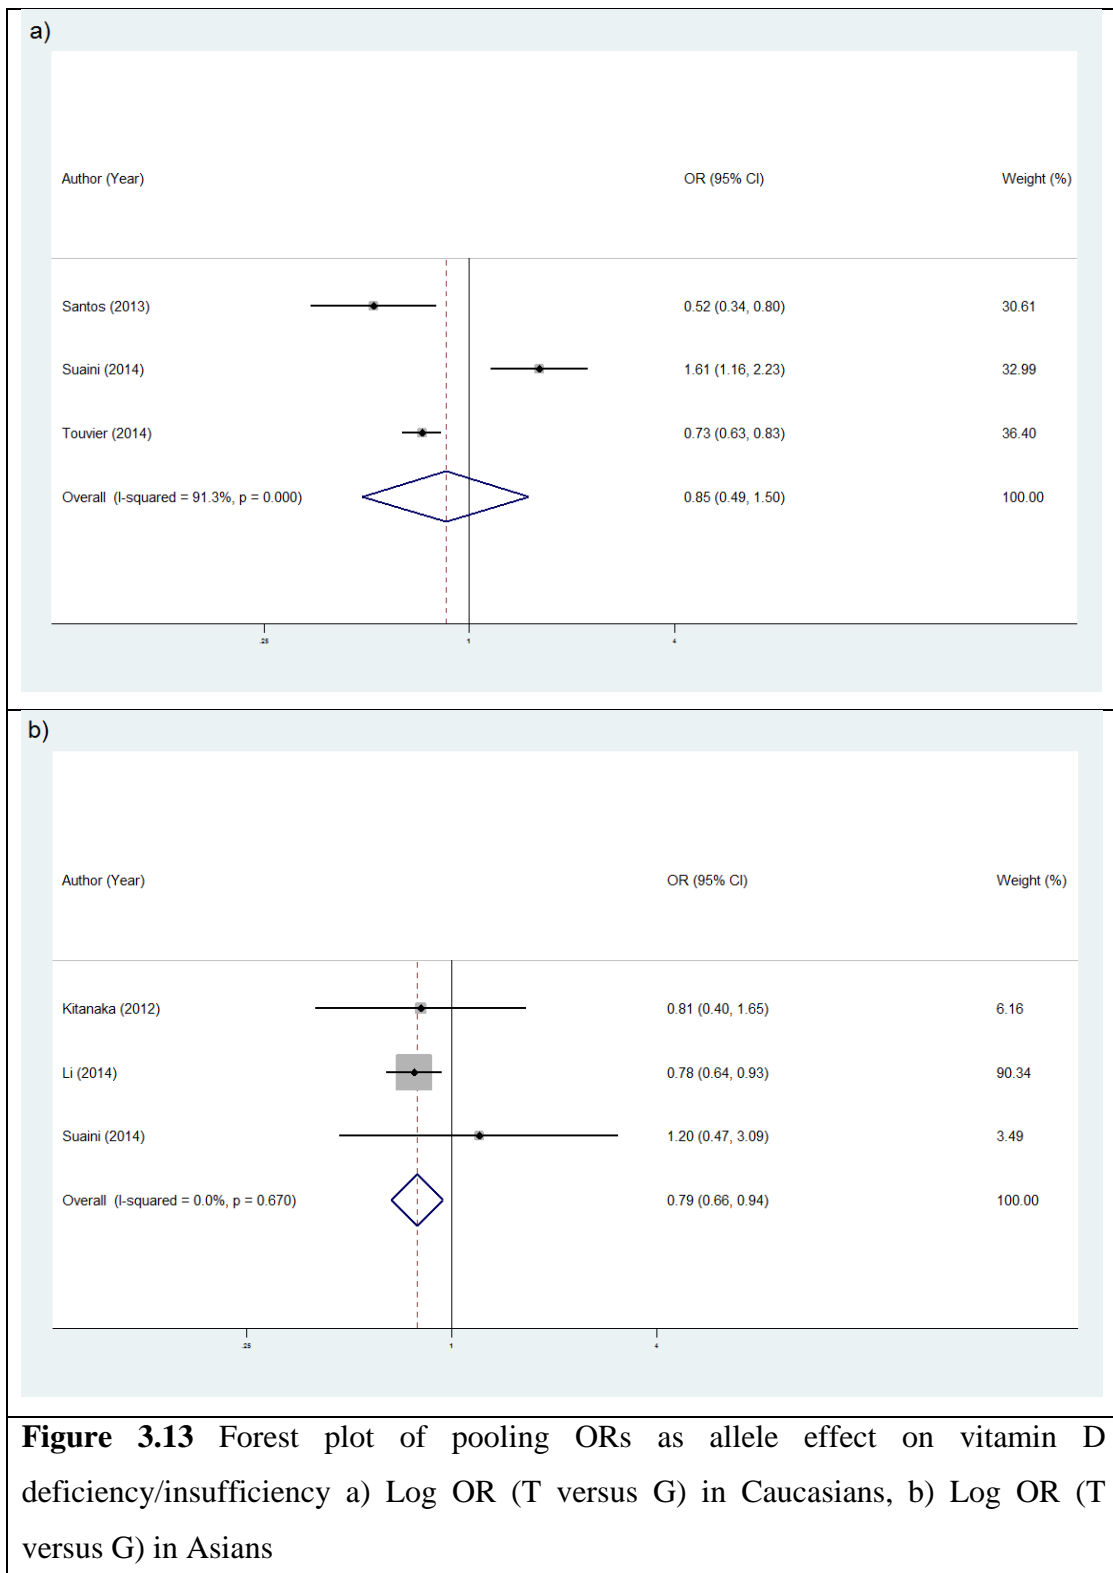 a)
Author (Year) OR (95% CI) Weight (%)
Santos (2013) 0.52 (0.34, 0.80) 30.61
Suaini (2014) 1.61 (1.16, 2.23) 32.99
Touvier (2014) 0.73 (0.63, 0.83) 36.40
Overall (I-squared = 91.3%, p = 0.000) 0.85 (0.49, 1.50) 100.00
.25 1 4
b)
Author (Year) OR (95% CI) Weight (%)
Kitanaka (2012) 0.81 (0.40, 1.65) 6.16
Li (2014) 0.78 (0.64, 0.93) 90.34
Suaini (2014) 1.20 (0.47, 3.09) 3.49
Overall (I-squared = 0.0%, p = 0.670) 0.79 (0.66, 0.94) 100.00
.25 1 4
Figure 3.13 Forest plot of pooling ORs as allele effect on vitamin D
deficiency/insufficiency a) Log OR (T versus G) in Caucasians, b) Log OR (T
versus G) in Asians